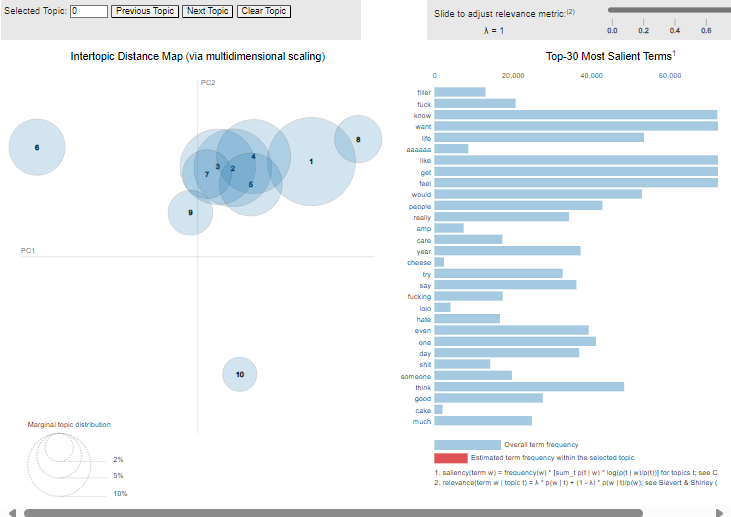 Selected Topic: 0 Previous Topic Next Topic Clear Topic
Slide to adjust relevance metric:(2)
λ = 1
0.0 0.2 0.4 0.6
Intertopic Distance Map (via multidimensional scaling)
PC2
PC1
6
8
1
4
3
2
7
5
9
10
Marginal topic distribution
2%
5%
10%
Top-30 Most Salient Terms1
0 20,000 40,000 60,000
filler
fuck
know
want
life
aaaaaa
like
get
feel
would
people
really
amp
care
year
cheese
try
say
fucking
lolo
hate
even
one
day
shit
someone
think
good
cake
much
Overall term frequency
Estimated term frequency within the selected topic
1. saliency(term w) = frequency(w) * [sum_t p(t | w) * log(p(t | w)/p(t))] for topics t; see C
2. relevance(term w | topic t) = λ * p(w | t) + (1 - λ) * p(w | t)/p(w); see Sievert & Shirley (